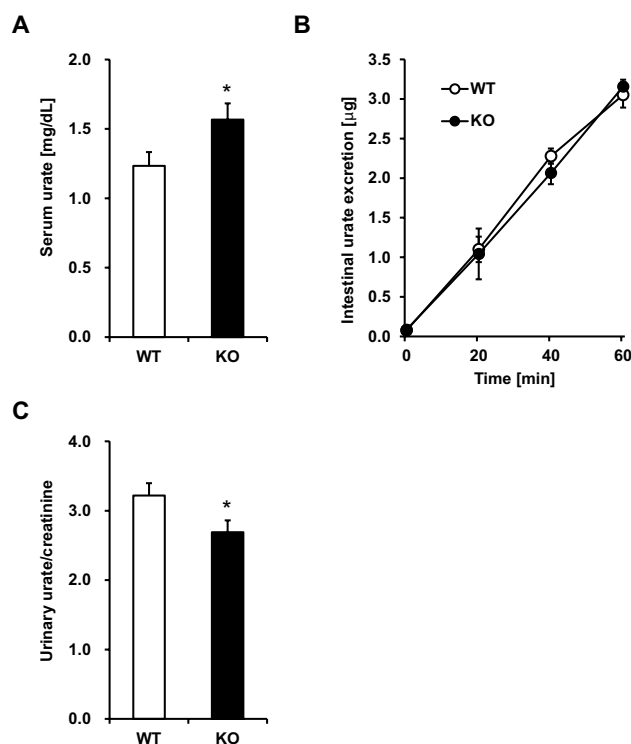 A
Serum urate [mg/dL]
2.0
1.5
1.0
0.5
0.0
*
WT
KO
B
Intestinal urate excretion [μg]
3.5
3.0
2.5
2.0
1.5
1.0
0.5
0.0
WT
KO
0
20
40
60
Time [min]
C
Urinary urate/creatinine
4.0
3.0
2.0
1.0
0.0
*
WT
KO